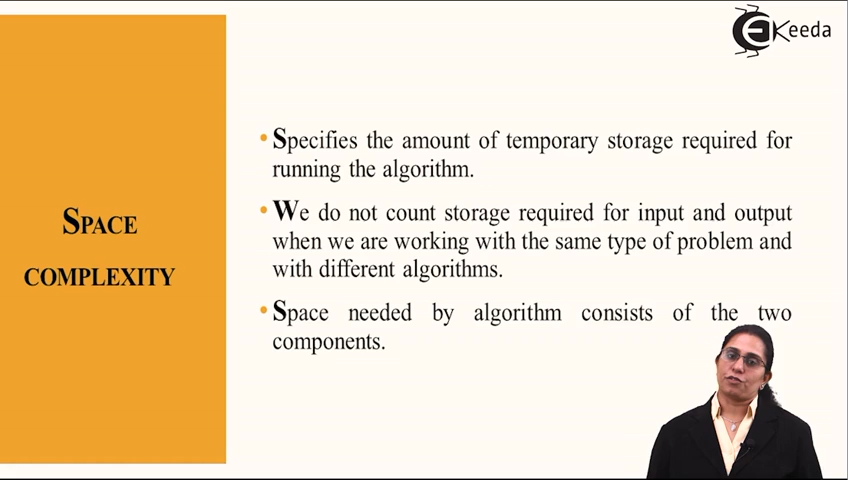 Keeda
SPACE
COMPLEXITY
• Specifies the amount of temporary storage required for
running the algorithm.
• We do not count storage required for input and output
when we are working with the same type of problem and
with different algorithms.
• Space needed by algorithm consists of the two
components.